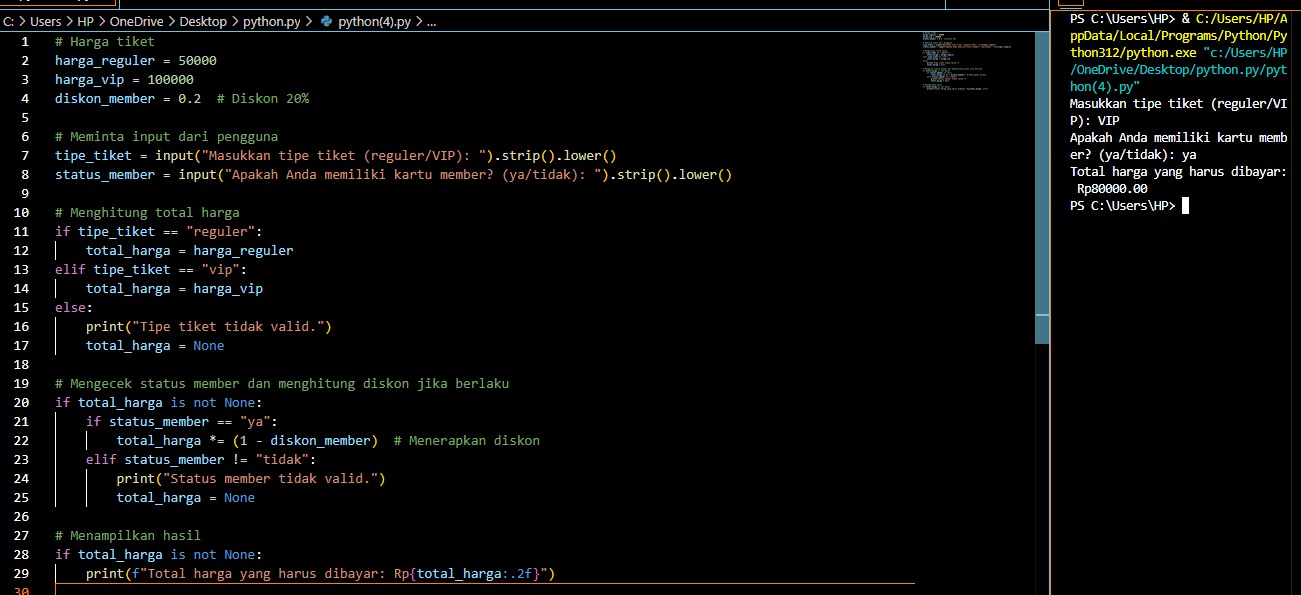 C: > Users > HP > OneDrive > Desktop > python.py > python(4).py > ...
1 # Harga tiket
2 harga_reguler = 50000
3 harga_vip = 100000
4 diskon_member = 0.2  # Diskon 20%
5
6 # Meminta input dari pengguna
7 tipe_tiket = input("Masukkan tipe tiket (reguler/VIP): ").strip().lower()
8 status_member = input("Apakah Anda memiliki kartu member? (ya/tidak): ").strip().lower()
9
10 # Menghitung total harga
11 if tipe_tiket == "reguler":
12     total_harga = harga_reguler
13 elif tipe_tiket == "vip":
14     total_harga = harga_vip
15 else:
16     print("Tipe tiket tidak valid.")
17     total_harga = None
18
19 # Mengecek status member dan menghitung diskon jika berlaku
20 if total_harga is not None:
21     if status_member == "ya":
22         total_harga *= (1 - diskon_member)  # Menerapkan diskon
23     elif status_member != "tidak":
24         print("Status member tidak valid.")
25         total_harga = None
26
27 # Menampilkan hasil
28 if total_harga is not None:
29     print(f"Total harga yang harus dibayar: Rp{total_harga:.2f}")
30
PS C:\Users\HP> & C:/Users/HP/A
ppData/Local/Programs/Python/Py
thon312/python.exe "c:/Users/HP
/OneDrive/Desktop/python.py/pyt
hon(4).py"
Masukkan tipe tiket (reguler/VI
P): VIP
Apakah Anda memiliki kartu memb
er? (ya/tidak): ya
Total harga yang harus dibayar:
 Rp80000.00
PS C:\Users\HP>